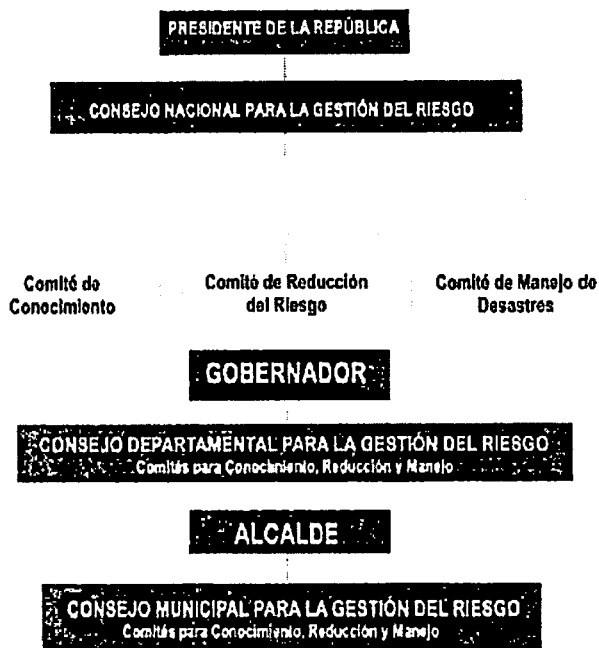 PRESIDENTE DE LA REPÚBLICA
CONSEJO NACIONAL PARA LA GESTIÓN DEL RIESGO
Comité de
Conocimiento
Comité de Reducción
del Riesgo
Comité de Manejo de
Desastres
GOBERNADOR
CONSEJO DEPARTAMENTAL PARA LA GESTIÓN DEL RIESGO
Comités para Conocimiento, Reducción y Manejo
ALCALDE
CONSEJO MUNICIPAL PARA LA GESTIÓN DEL RIESGO
Comités para Conocimiento, Reducción y Manejo